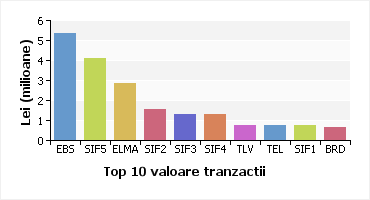 Lei (milioane)
6
5
4
3
2
1
0
EBS SIF5 ELMA SIF2 SIF3 SIF4 TLV TEL SIF1 BRD
Top 10 valoare tranzactii